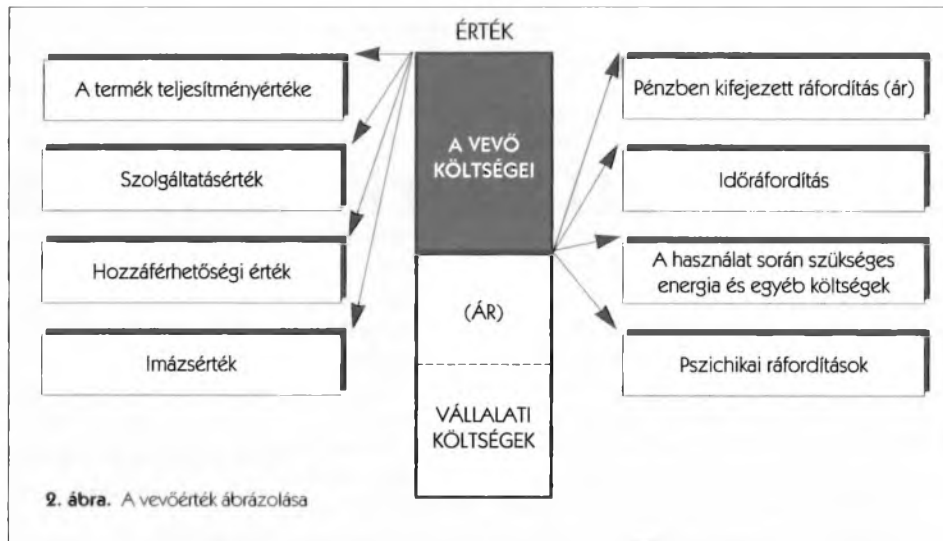 ÉRTÉK
A termék teljesítményértéke
Szolgáltatásérték
Hozzáférhetőségi érték
Imázsérték
A VEVŐ
KÖLTSÉGEI
(ÁR)
VÁLLALATI
KÖLTSÉGEK
Pénzben kifejezett ráfordítás (ár)
Időráfordítás
A használat során szükséges
energia és egyéb költségek
Pszichikai ráfordítások
2. ábra. A vevőérték ábrázolása